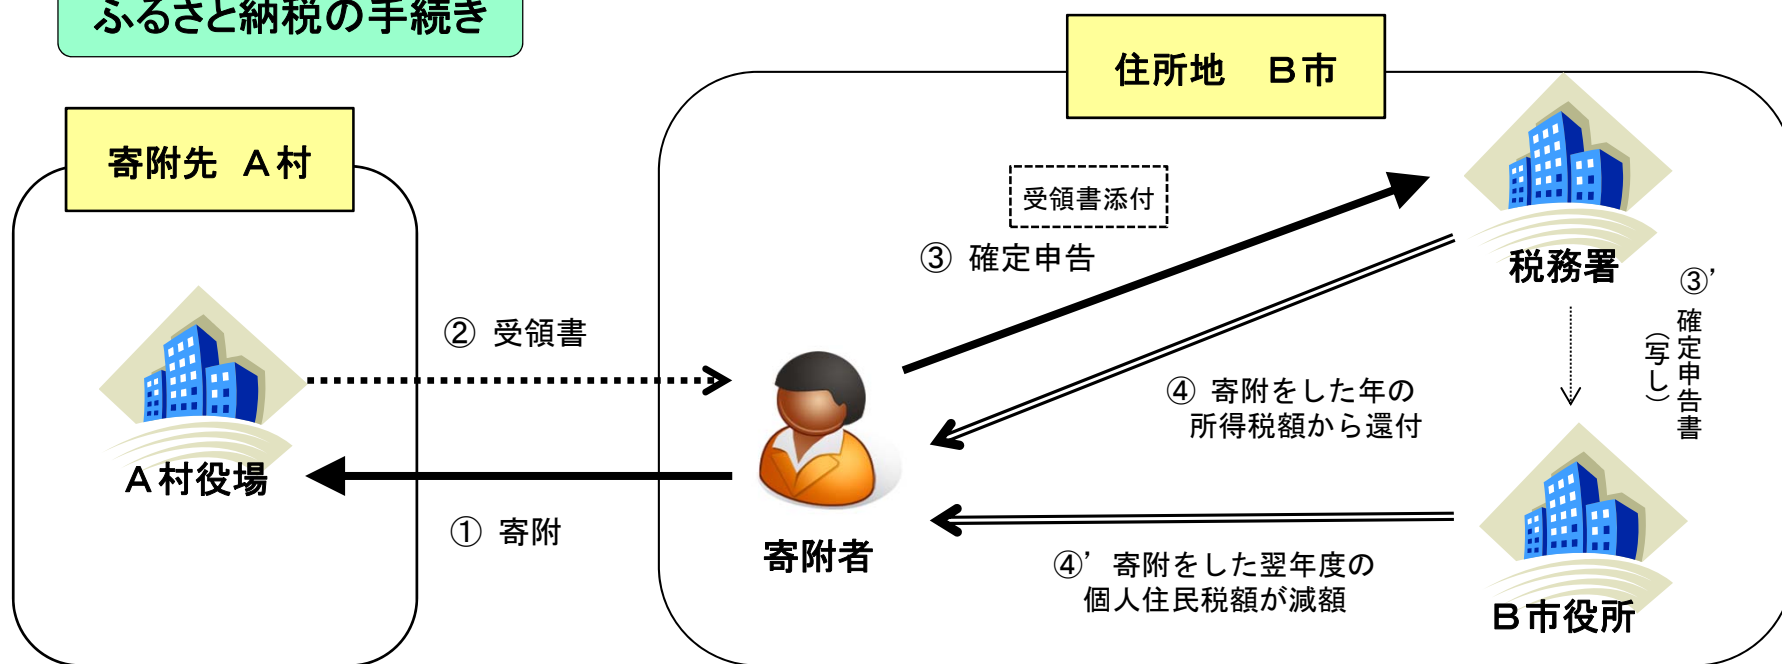 ふるさと納税の手続き
住所地　Ｂ市
寄附先　Ａ村
受領書添付
③ 確定申告
税務署
③’確定申告書
（写し）
② 受領書
④ 寄附をした年の
所得税額から還付
Ａ村役場
① 寄附
寄附者
④’ 寄附をした翌年度の
個人住民税額が減額
Ｂ市役所